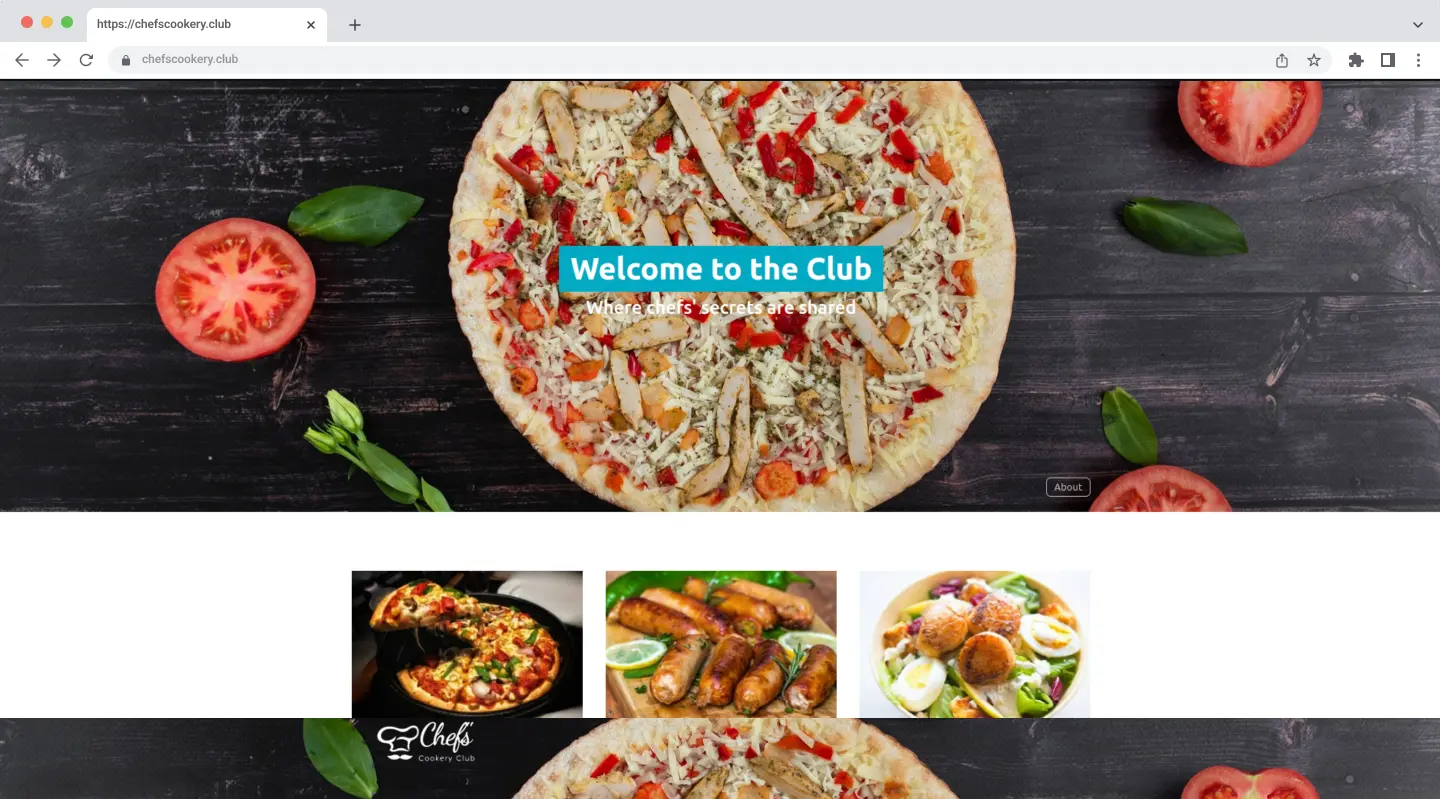 https://chefscookery.club
chefscookery.club
Welcome to the Club
Where chefs' secrets are shared
About
Chefs'
Cookery Club